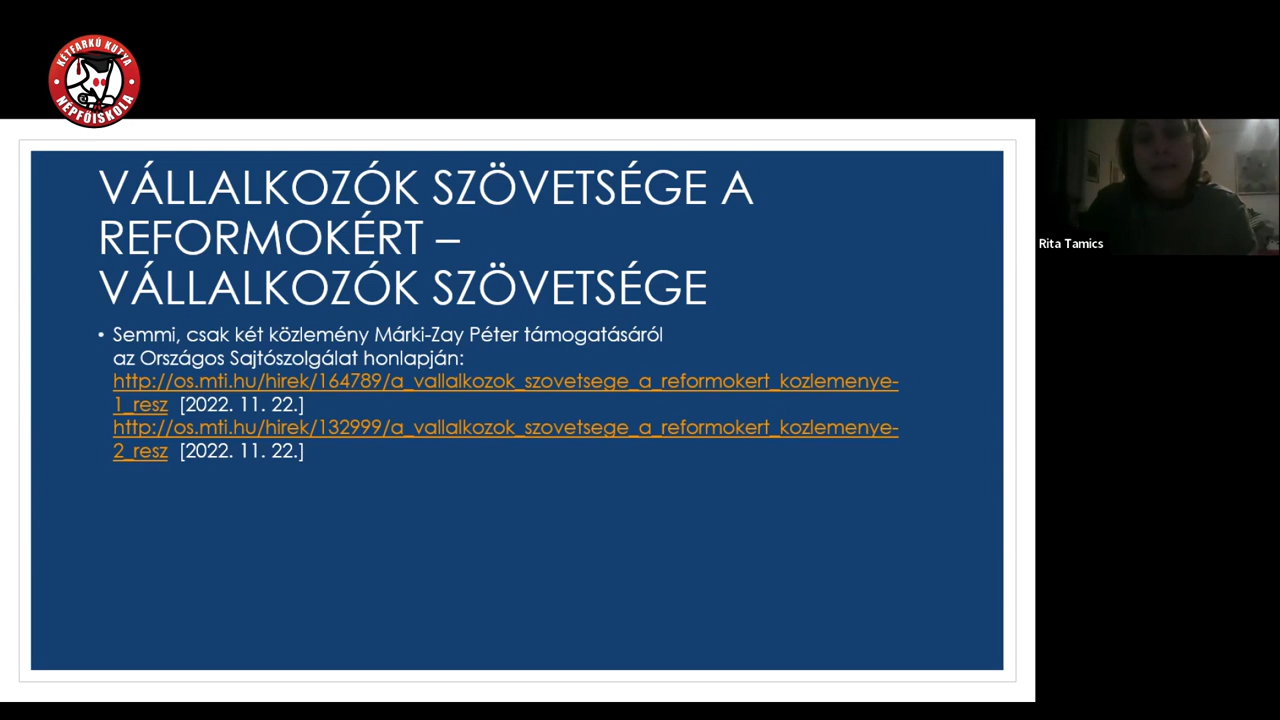 KÉTFARKÚ KUTYA
NÉPFŐISKOLA
VÁLLALKOZÓK SZÖVETSÉGE A
REFORMOKÉRT –
VÁLLALKOZÓK SZÖVETSÉGE
• Semmi, csak két közlemény Márki-Zay Péter támogatásáról
az Országos Sajtószolgálat honlapján:
http://os.mti.hu/hirek/164789/a_vallalkozok_szovetsege_a_reformokert_kozlemenye-
1_resz [2022. 11. 22.]
http://os.mti.hu/hirek/132999/a_vallalkozok_szovetsege_a_reformokert_kozlemenye-
2_resz [2022. 11. 22.]
Rita Tamics